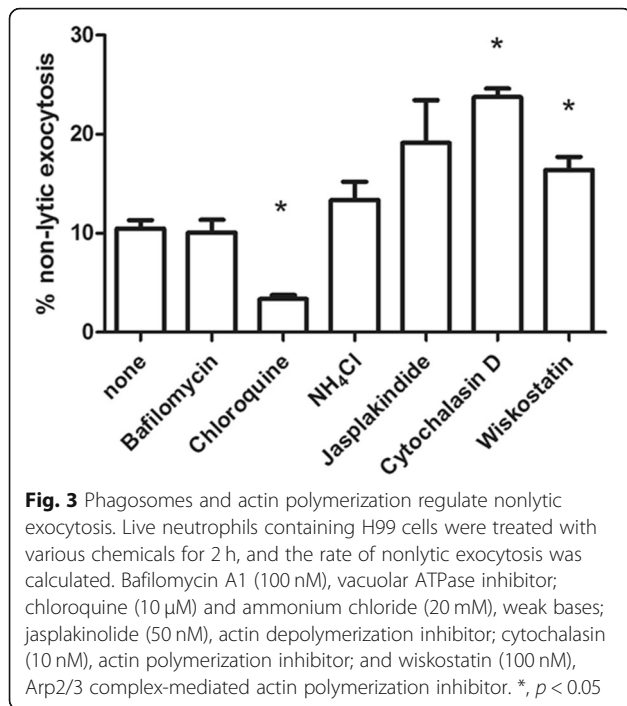 30
20
10
0
% non-lytic exocytosis
*
*
*
none
Bafilomycin
Chloroquine
NH₄Cl
Jasplakindide
Cytochalasin D
Wiskostatin
Fig. 3 Phagosomes and actin polymerization regulate nonlytic
exocytosis. Live neutrophils containing H99 cells were treated with
various chemicals for 2 h, and the rate of nonlytic exocytosis was
calculated. Bafilomycin A1 (100 nM), vacuolar ATPase inhibitor;
chloroquine (10 μM) and ammonium chloride (20 mM), weak bases;
jasplakinolide (50 nM), actin depolymerization inhibitor; cytochalasin
(10 nM), actin polymerization inhibitor; and wiskostatin (100 nM),
Arp2/3 complex-mediated actin polymerization inhibitor. *, p < 0.05